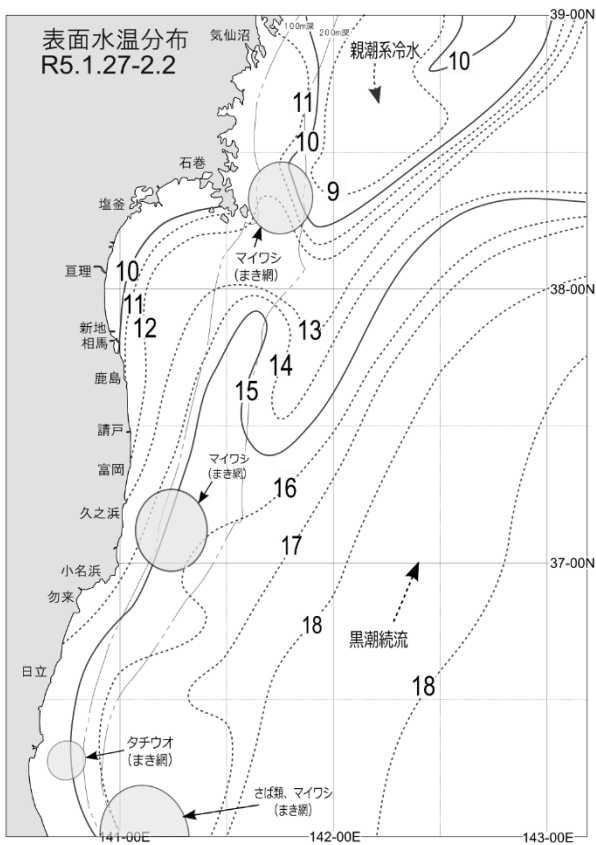 表面水温分布
R5.1.27-2.2
39-00N
気仙沼
100m深
200m深
親潮系冷水
10
11
10
9
石巻
塩釜
マイワシ
(まき網)
亘理
10
38-00N
11
新地
12
13
相馬
鹿島
14
15
請戸
富岡
マイワシ
(まき網)
16
久之浜
17
小名浜
37-00N
勿来
18
黒潮続流
日立
18
タチウオ
(まき網)
さば類、マイワシ
(まき網)
141-00E
142-00E
143-00E